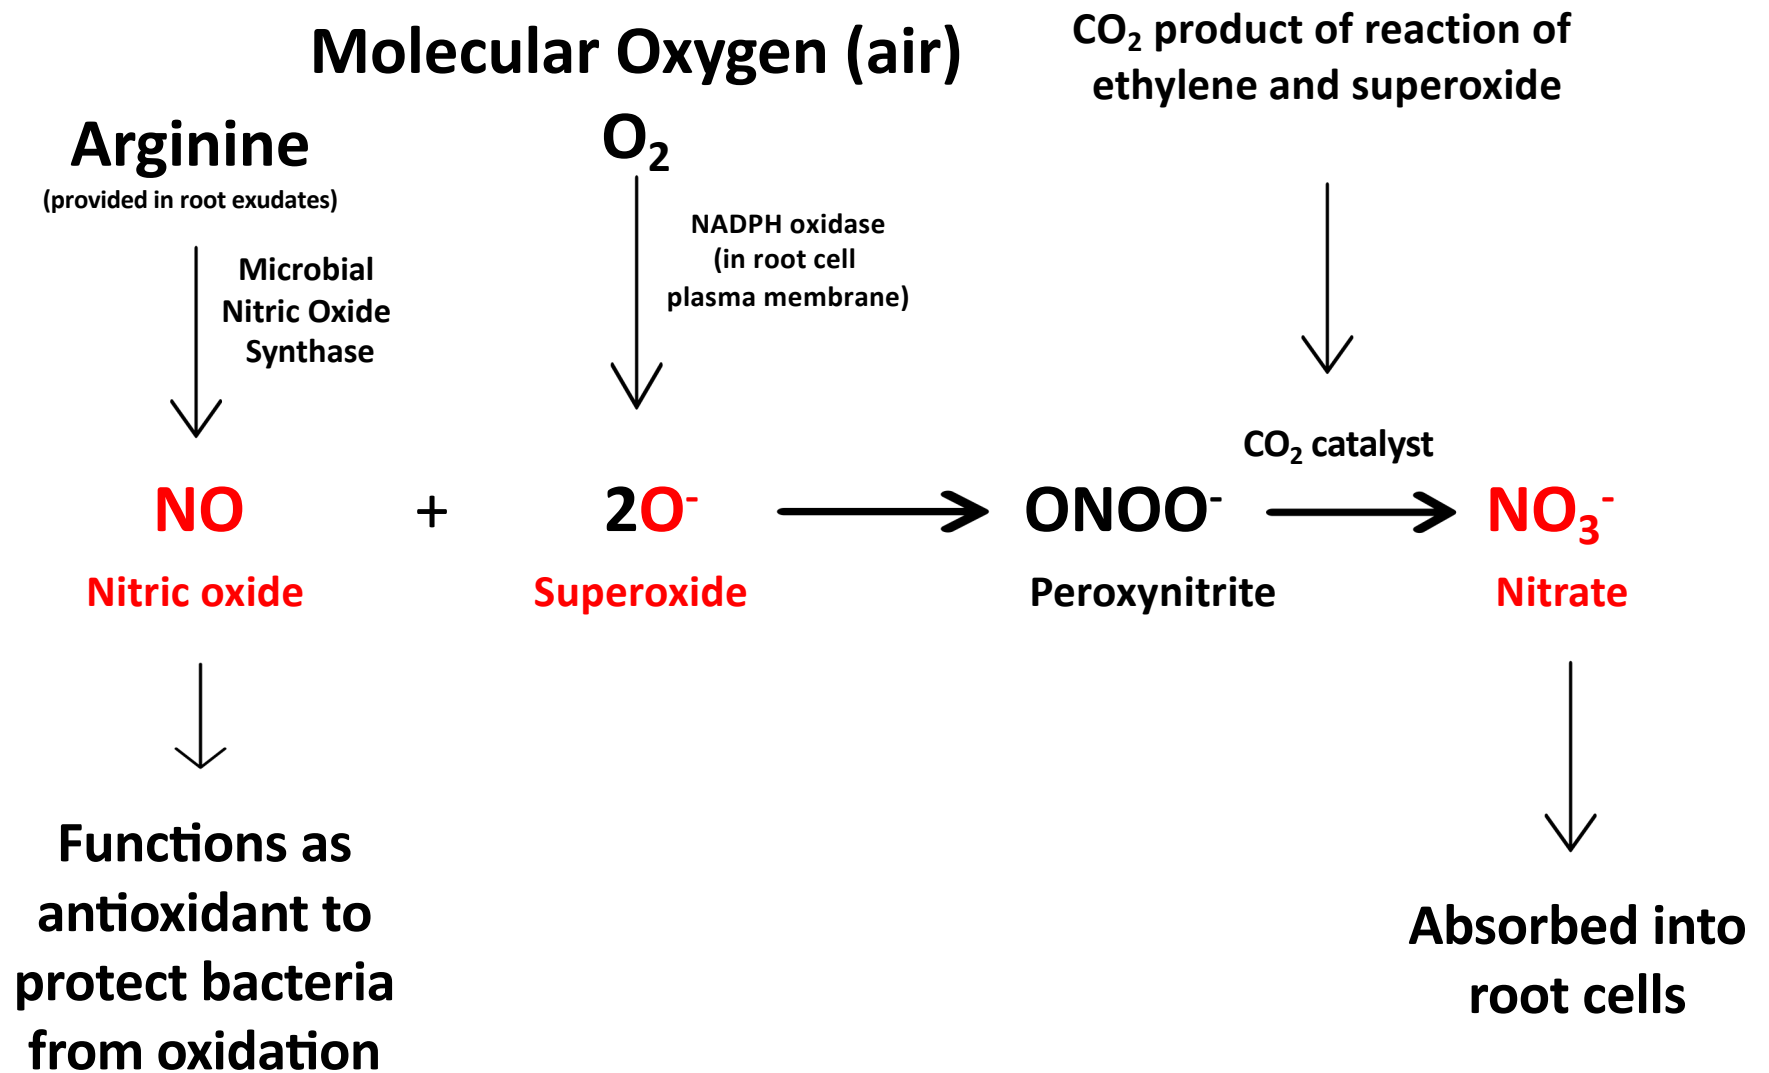 Molecular Oxygen (air)
O₂
CO₂ product of reaction of
ethylene and superoxide
Arginine
(provided in root exudates)
Microbial
Nitric Oxide
Synthase
NADPH oxidase
(in root cell
plasma membrane)
CO₂ catalyst
NO + 2O⁻ ONOO⁻ NO₃⁻
Nitric oxide Superoxide Peroxynitrite Nitrate
Functions as
antioxidant to
protect bacteria
from oxidation
Absorbed into
root cells